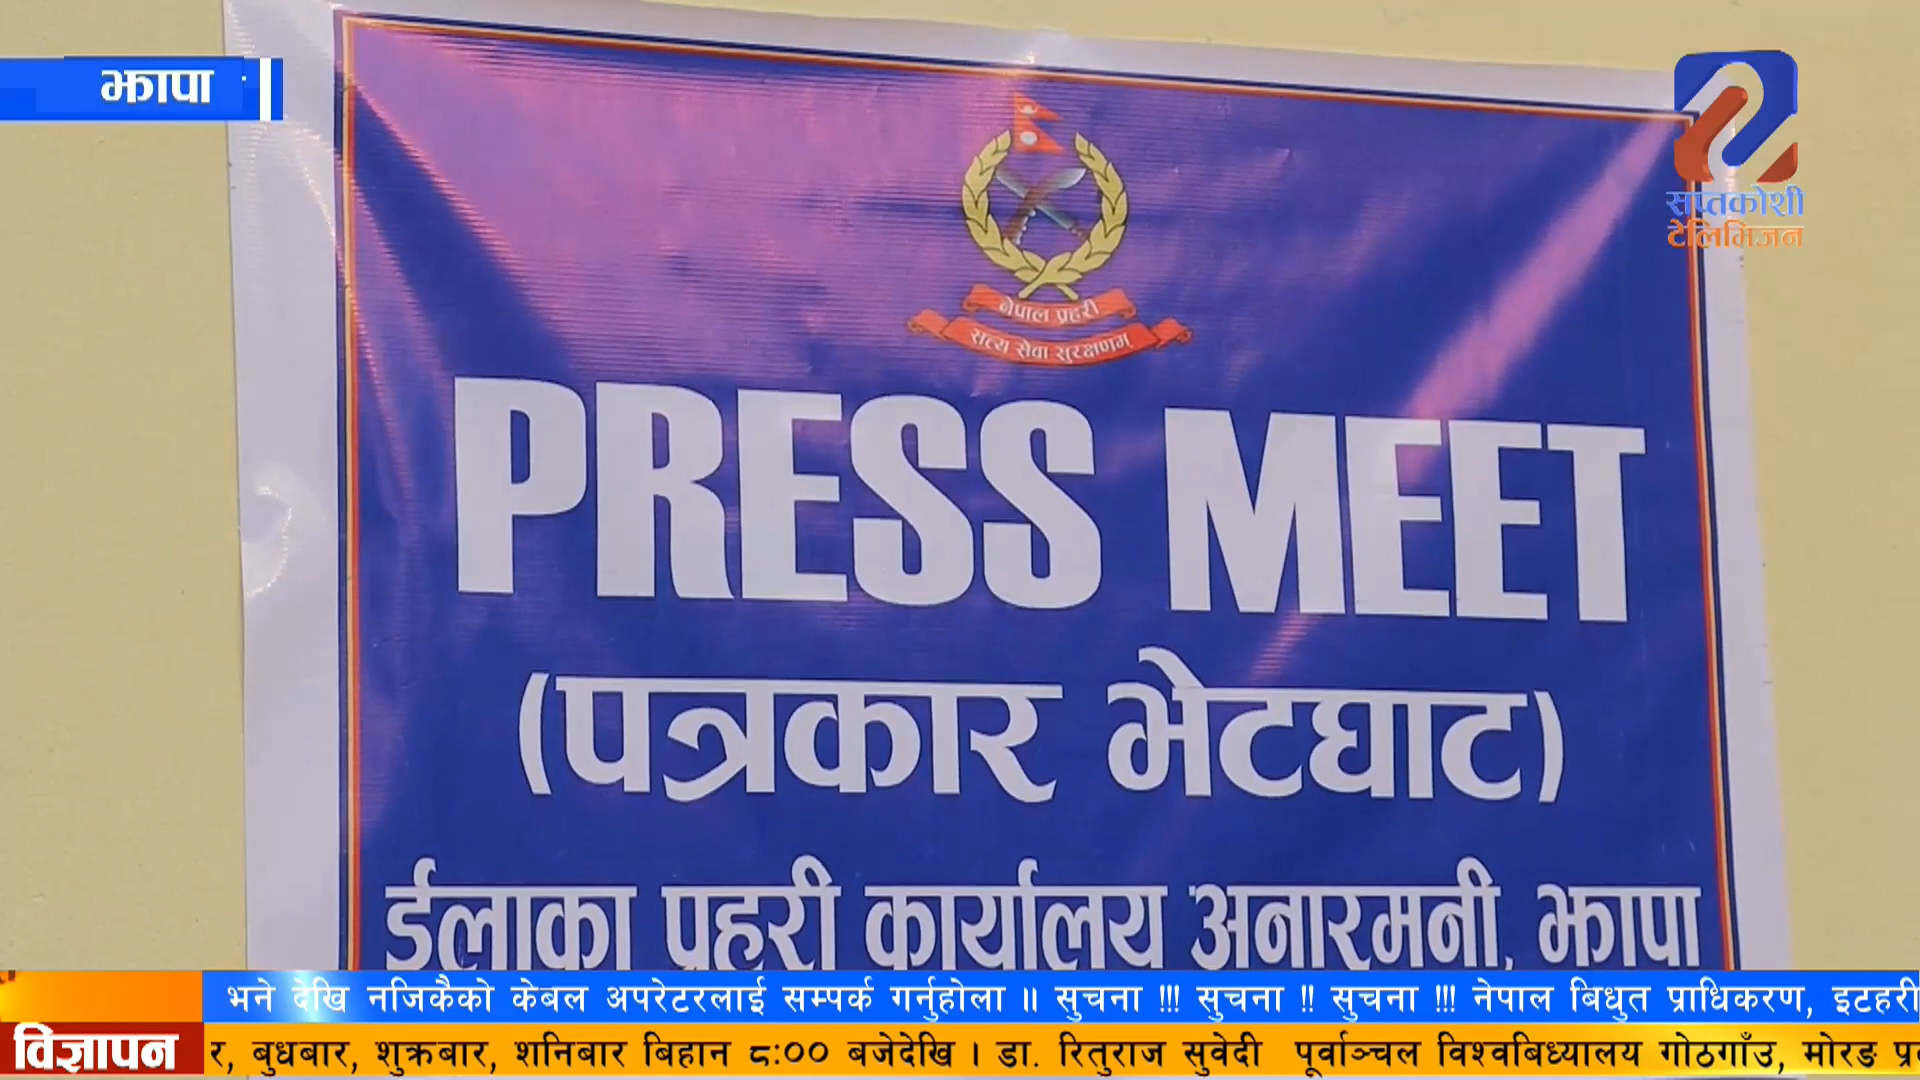 झापा
सप्तकोशी
टेलिभिजन
नेपाल प्रहरी
सत्य सेवा सुरक्षणम्
PRESS MEET
(पत्रकार भेटघाट)
ईलाका प्रहरी कार्यालय अनारमनी, झापा
भने देखि नजिकैको केबल अपरेटरलाई सम्पर्क गर्नुहोला ॥ सुचना !!! सुचना !! सुचना !!! नेपाल बिधुत प्राधिकरण, इटहरी
विज्ञापन
र, बुधबार, शुक्रबार, शनिबार बिहान ८:०० बजेदेखि । डा. रितुराज सुवेदी पूर्वाञ्चल विश्वबिध्यालय गोठगाँउ, मोरङ प्र